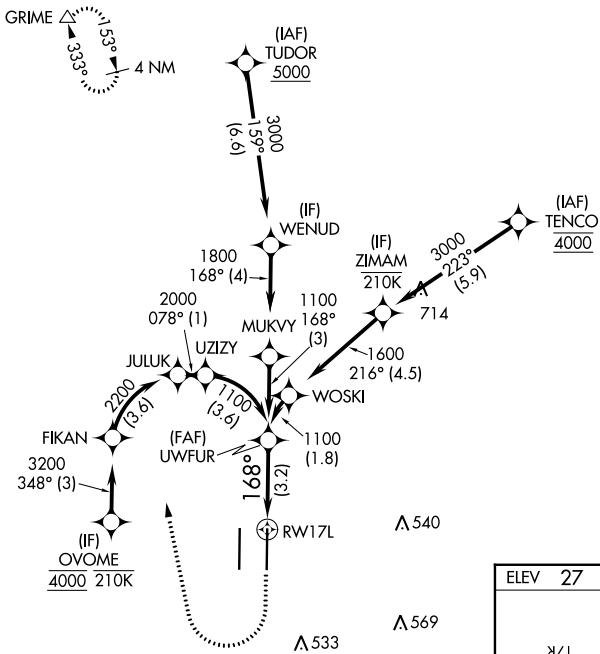 GRIME
153°
333°
4 NM
(IAF)
TUDOR
5000
3000
159°
(6.6)
(IF)
WENUD
(IAF)
TENCO
4000
3000
223°
(5.9)
(IF)
ZIMAM
210K
714
1800
168° (4)
1100
168°
(3)
MUKVY
1600
216° (4.5)
2000
078° (1)
UZIZY
JULUK
2200
(3.6)
1100
(3.6)
WOSKI
1100
(1.8)
FIKAN
(FAF)
UWFUR
3200
348° (3)
168°
(3.2)
RW17L
540
(IF)
OVOME
4000 210K
569
533
ELEV 27
17R